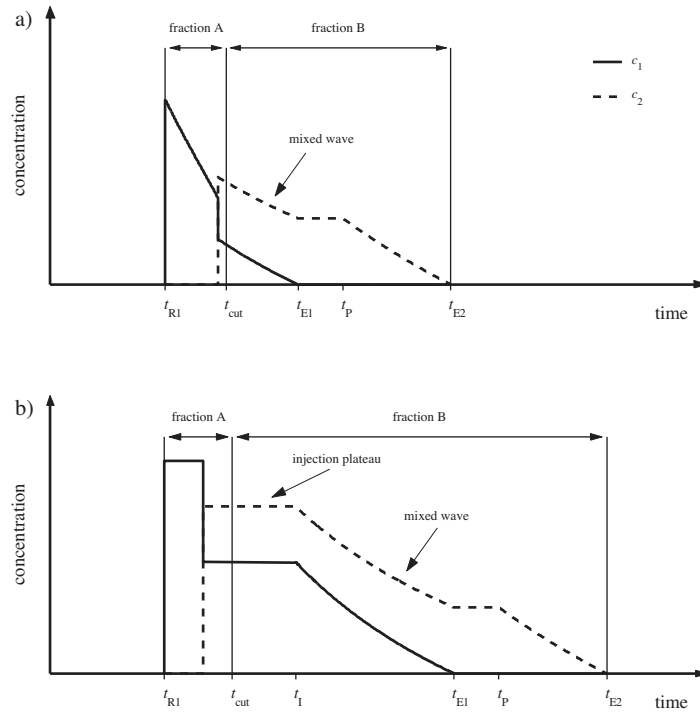 a)
fraction A
fraction B
c1
c2
mixed wave
concentration
tR1
tcut
tE1
tP
tE2
time
b)
fraction A
fraction B
injection plateau
mixed wave
concentration
tR1
tcut
tI
tE1
tP
tE2
time